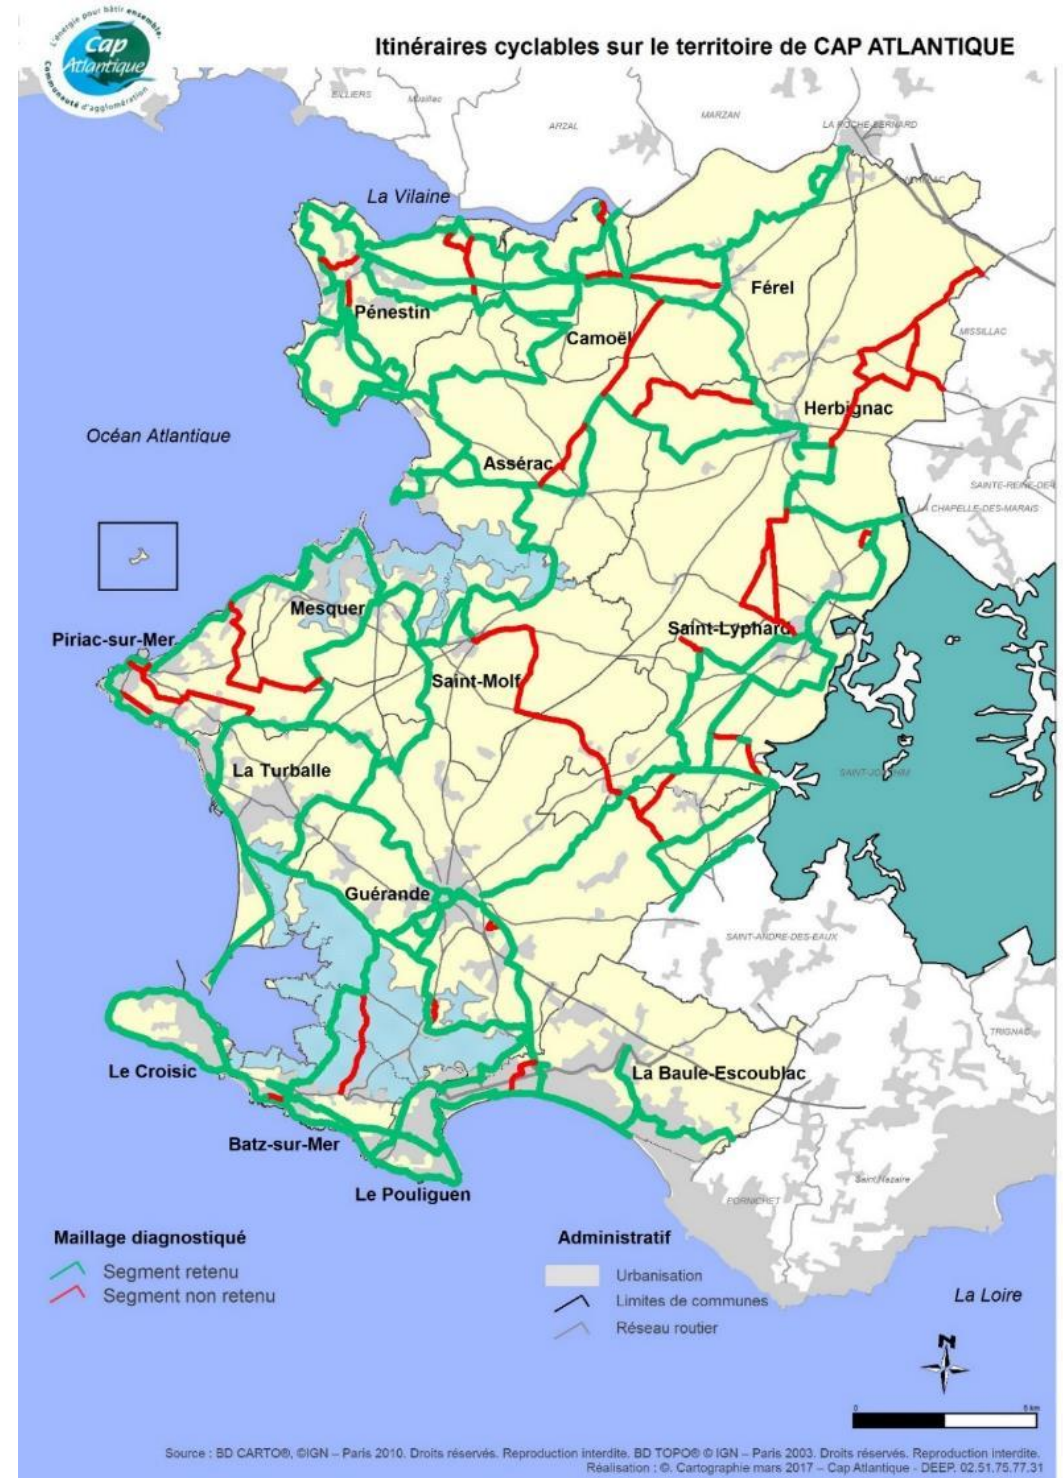 L'énergie pour bâtir ensemble.
Cap
Atlantique
Communauté d'agglomération
Itinéraires cyclables sur le territoire de CAP ATLANTIQUE
BILLIERS
Muzillac
ARZAL
MARZAN
LA ROCHE-BERNARD
La Vilaine
Férel
Pénestin
Camoël
MISSILLAC
Herbignac
Océan Atlantique
Assérac
SAINTE-REINE-DE-
LA CHAPELLE-DES-MARAIS
Mesquer
Piriac-sur-Mer
Saint-Lyphard
Saint-Molf
La Turballe
SAINT-JOACHIM
Guérande
SAINT-ANDRE-DES-EAUX
TRIGNAC
Le Croisic
La Baule-Escoublac
Batz-sur-Mer
Saint Nazaire
Le Pouliguen
PORNICHET
Maillage diagnostiqué
Segment retenu
Segment non retenu
Administratif
Urbanisation
Limites de communes
Réseau routier
La Loire
N
0 5 km
Source : BD CARTO®, ©IGN – Paris 2010. Droits réservés. Reproduction interdite. BD TOPO® © IGN – Paris 2003. Droits réservés. Reproduction interdite.
Réalisation : ©. Cartographie mars 2017 – Cap Atlantique - DEEP. 02.51.75.77.31